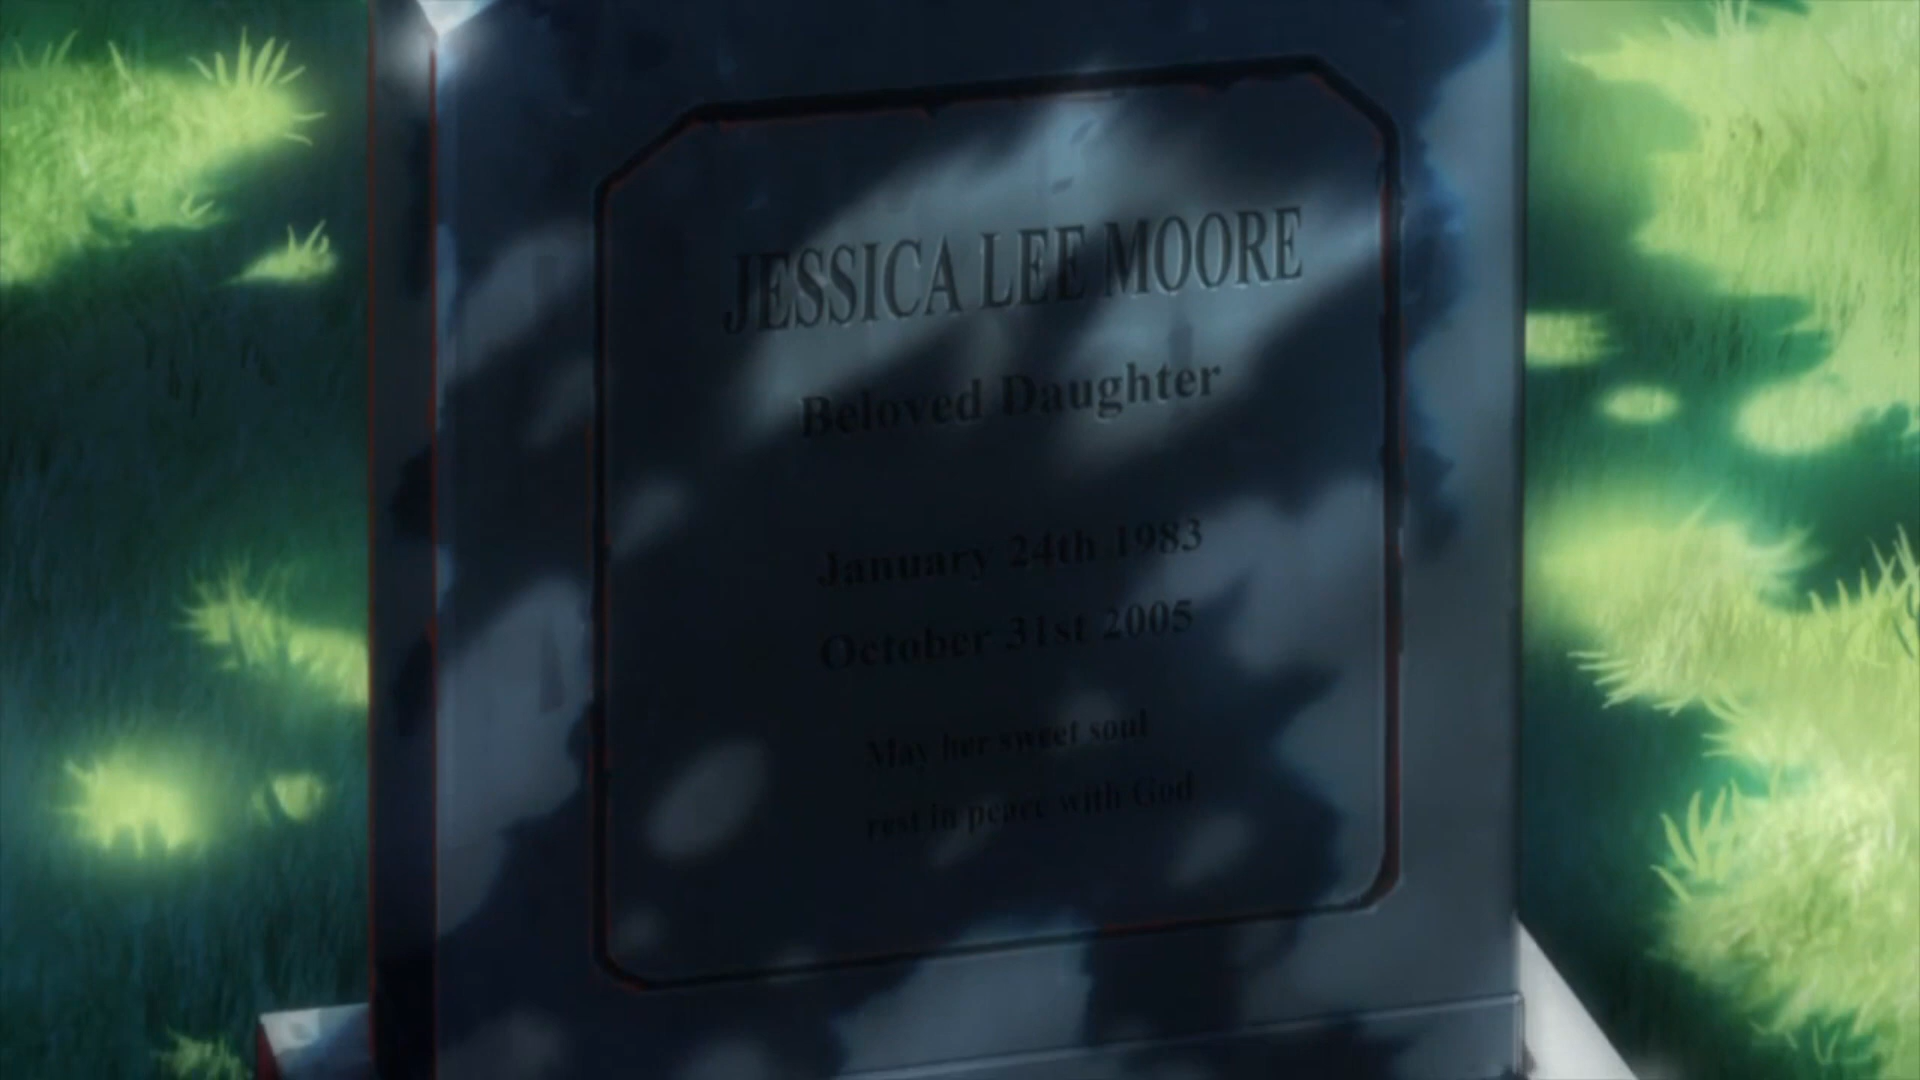 JESSICA LEE MOORE
Beloved Daughter
January 24th 1983
October 31st 2005
May her sweet soul
rest in peace with God